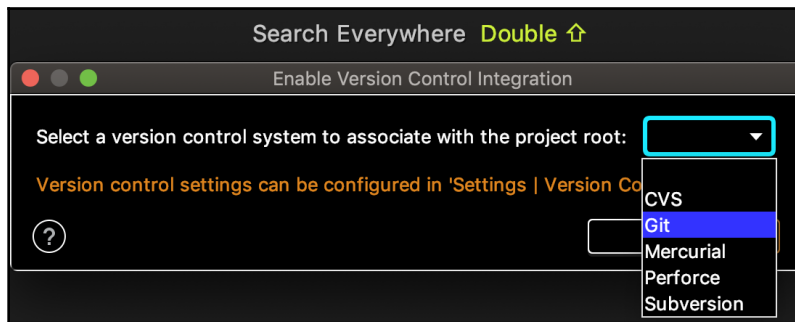 Search Everywhere Double ⇧
Enable Version Control Integration
Select a version control system to associate with the project root:
Version control settings can be configured in 'Settings | Version Co
CVS
Git
?
Mercurial
Perforce
Subversion